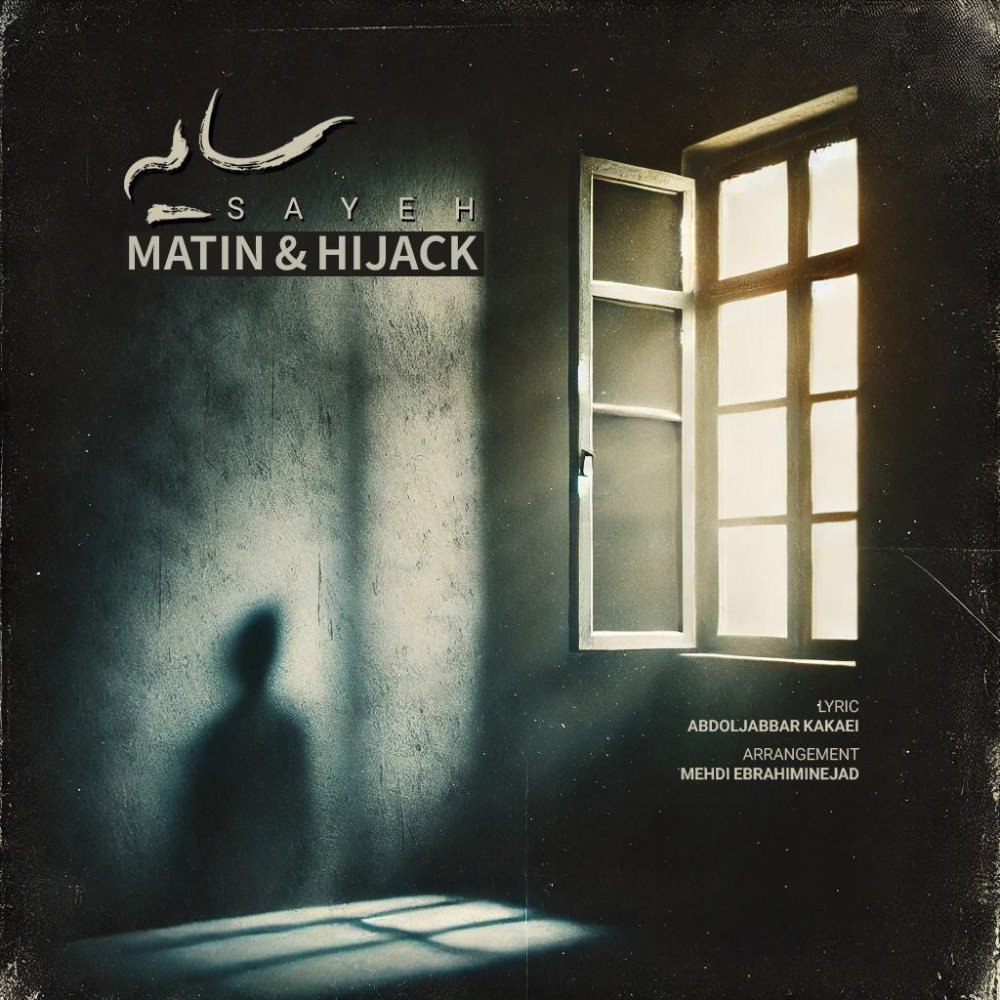 سایه
SAYEH
MATIN & HIJACK
LYRIC
ABDOLJABBAR KAKAEI
ARRANGEMENT
MEHDI EBRAHIMINEJAD